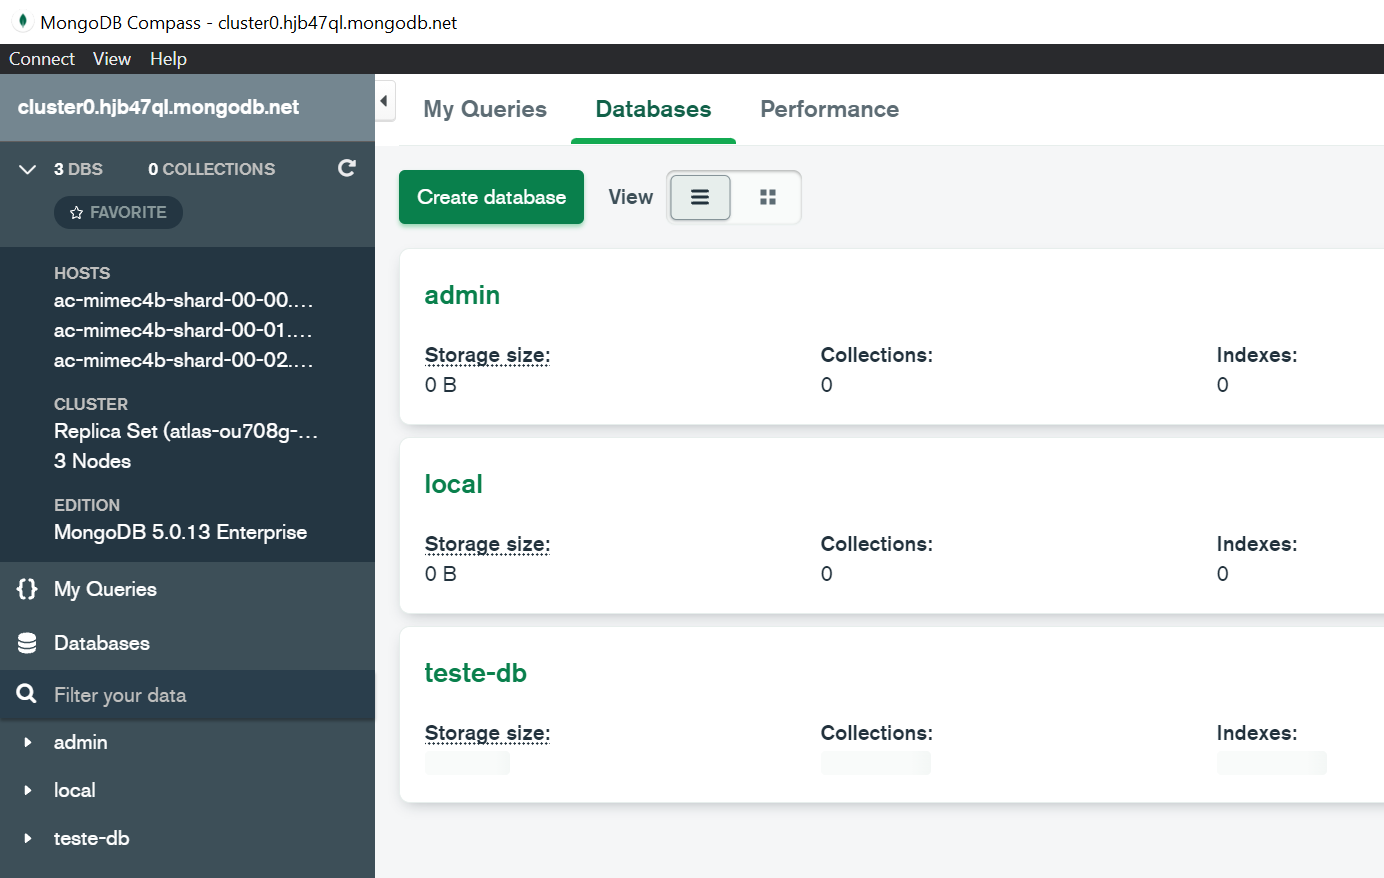 MongoDB Compass - cluster0.hjb47ql.mongodb.net
Connect View Help
cluster0.hjb47ql.mongodb.net
3 DBS 0 COLLECTIONS
FAVORITE
HOSTS
ac-mimec4b-shard-00-00....
ac-mimec4b-shard-00-01....
ac-mimec4b-shard-00-02....
CLUSTER
Replica Set (atlas-ou708g-...
3 Nodes
EDITION
MongoDB 5.0.13 Enterprise
{} My Queries
Databases
Filter your data
admin
local
teste-db
My Queries Databases Performance
Create database View
admin
Storage size: Collections: Indexes:
0 B 0 0
local
Storage size: Collections: Indexes:
0 B 0 0
teste-db
Storage size: Collections: Indexes: